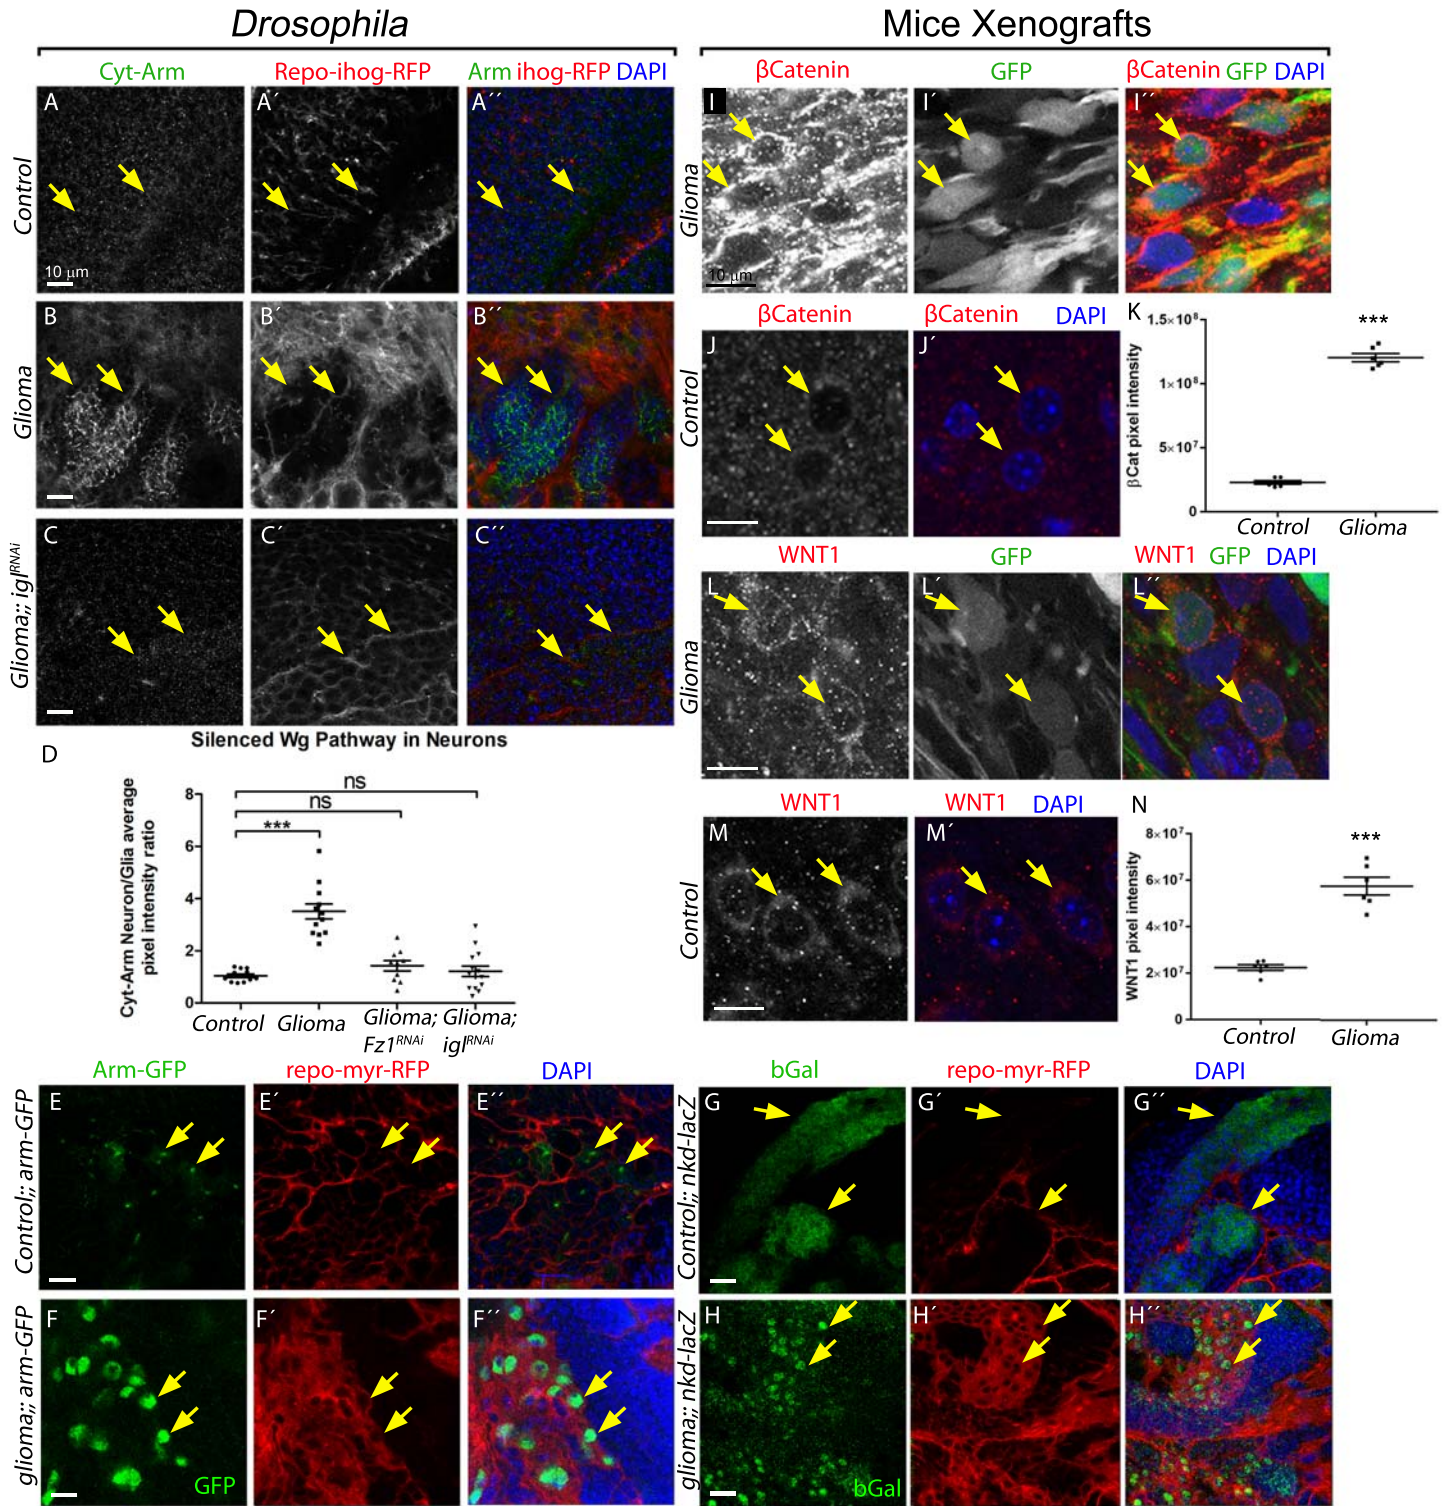 Drosophila
Mice Xenografts
Cyt-Arm
Repo-ihog-RFP
Arm ihog-RFP DAPI
βCatenin
GFP
βCatenin GFP DAPI
Control
A
A´
A´´
10 μm
Glioma
I
I´
I´´
10 μm
Glioma
B
B´
B´´
βCatenin
βCatenin DAPI
Control
J
J´
K
βCat pixel intensity
1.5×10⁸
1×10⁸
5×10⁷
0
***
Control
Glioma
Glioma;; igl^RNAi
C
C´
C´´
WNT1
GFP
WNT1 GFP DAPI
Glioma
L
L´
L´´
D
Silenced Wg Pathway in Neurons
Cyt-Arm Neuron/Glia average
pixel intensity ratio
8
6
4
2
0
ns
ns
***
Control
Glioma
Glioma;
Fz1^RNAi
Glioma;
igl^RNAi
WNT1
WNT1 DAPI
Control
M
M´
N
WNT1 pixel intensity
8×10⁷
6×10⁷
4×10⁷
2×10⁷
0
***
Control
Glioma
Arm-GFP
repo-myr-RFP
DAPI
bGal
repo-myr-RFP
DAPI
Control;; arm-GFP
E
E´
E´´
Control;; nkd-lacZ
G
G´
G´´
glioma;; arm-GFP
F
F´
F´´
GFP
glioma;; nkd-lacZ
H
H´
H´´
bGal